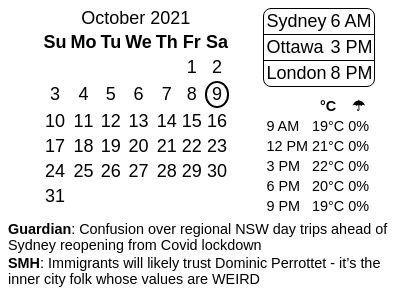 October 2021
Su Mo Tu We Th Fr Sa
1 2
3 4 5 6 7 8 9
10 11 12 13 14 15 16
17 18 19 20 21 22 23
24 25 26 27 28 29 30
31
Sydney 6 AM
Ottawa 3 PM
London 8 PM
°C ☂
9 AM 19°C 0%
12 PM 21°C 0%
3 PM 22°C 0%
6 PM 20°C 0%
9 PM 19°C 0%
Guardian: Confusion over regional NSW day trips ahead of
Sydney reopening from Covid lockdown
SMH: Immigrants will likely trust Dominic Perrottet - it’s the
inner city folk whose values are WEIRD